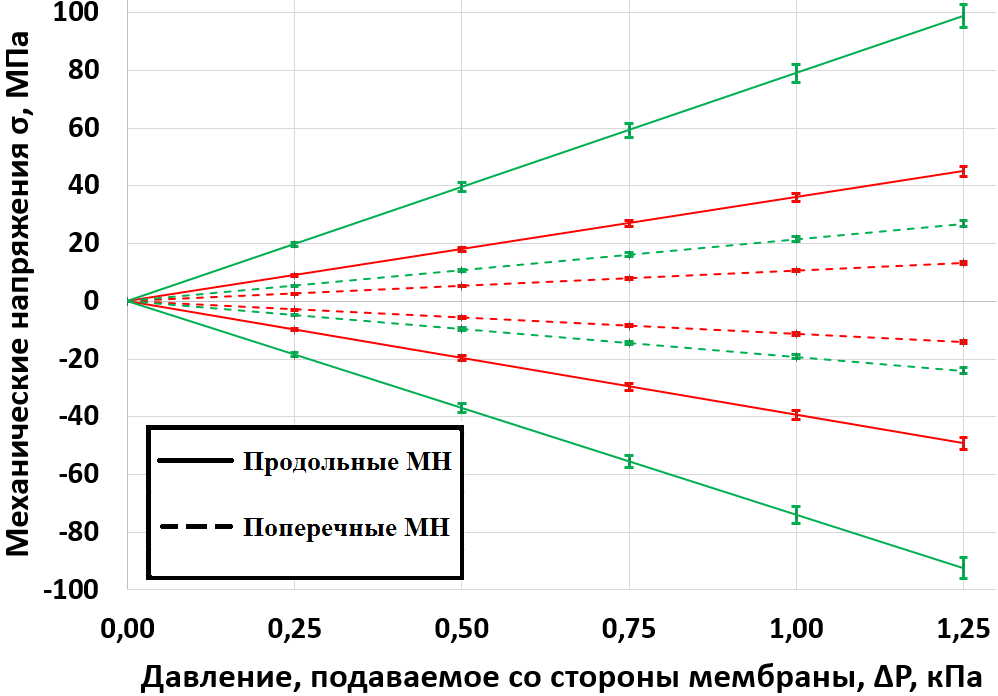 Механические напряжения σ, МПа
100
80
60
40
20
0
-20
-40
-60
-80
-100
Продольные МН
Поперечные МН
0,00 0,25 0,50 0,75 1,00 1,25
Давление, подаваемое со стороны мембраны, ΔP, кПа